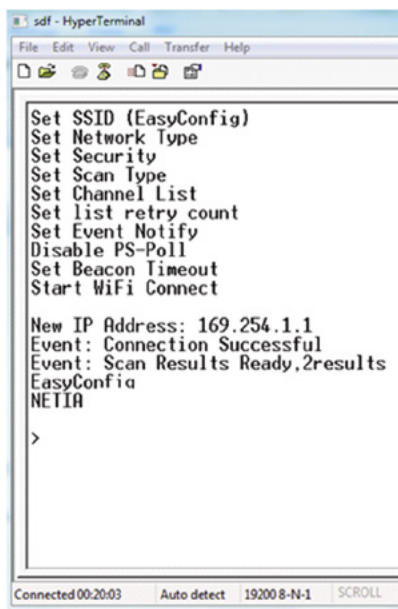 sdf - HyperTerminal
File Edit View Call Transfer Help
Set SSID (EasyConfig)
Set Network Type
Set Security
Set Scan Type
Set Channel List
Set list retry count
Set Event Notify
Disable PS-Poll
Set Beacon Timeout
Start WiFi Connect
New IP Address: 169.254.1.1
Event: Connection Successful
Event: Scan Results Ready,2results
EasyConfig
NETIA
>
Connected 00:20:03 Auto detect 19200 8-N-1 SCROLL